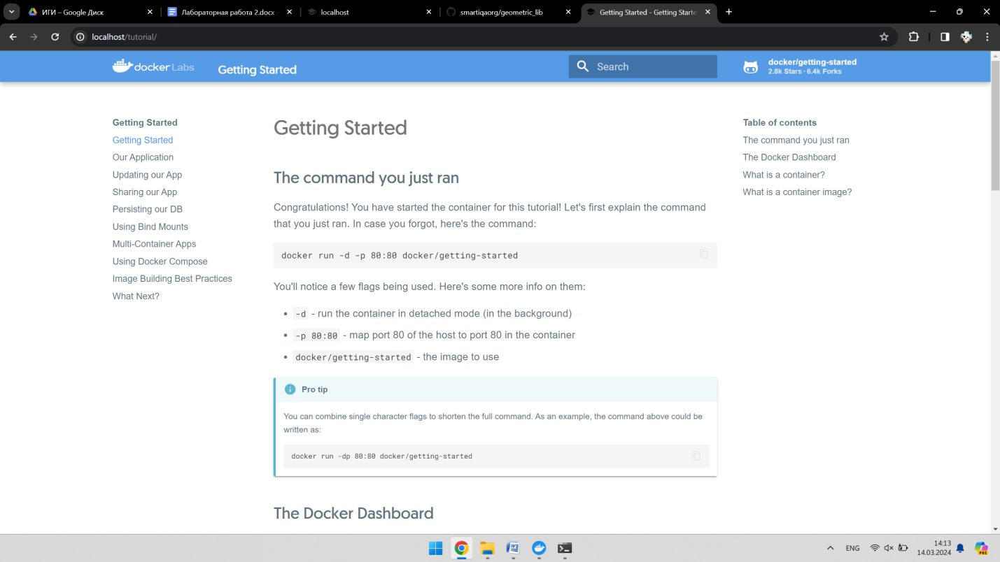 ИГИ – Google Диск
Лабораторная работа 2.docx
localhost
smartiqaorg/geometric_lib
Getting Started - Getting Starte
localhost/tutorial/
docker Labs
Getting Started
Search
docker/getting-started
2.8k Stars · 6.4k Forks
Getting Started
Getting Started
Our Application
Updating our App
Sharing our App
Persisting our DB
Using Bind Mounts
Multi-Container Apps
Using Docker Compose
Image Building Best Practices
What Next?
Getting Started
The command you just ran
Congratulations! You have started the container for this tutorial! Let's first explain the command
that you just ran. In case you forgot, here's the command:
docker run -d -p 80:80 docker/getting-started
You'll notice a few flags being used. Here's some more info on them:
-d - run the container in detached mode (in the background)
-p 80:80 - map port 80 of the host to port 80 in the container
docker/getting-started - the image to use
Pro tip
You can combine single character flags to shorten the full command. As an example, the command above could be
written as:
docker run -dp 80:80 docker/getting-started
The Docker Dashboard
Table of contents
The command you just ran
The Docker Dashboard
What is a container?
What is a container image?
ENG
14:13
14.03.2024
PRE